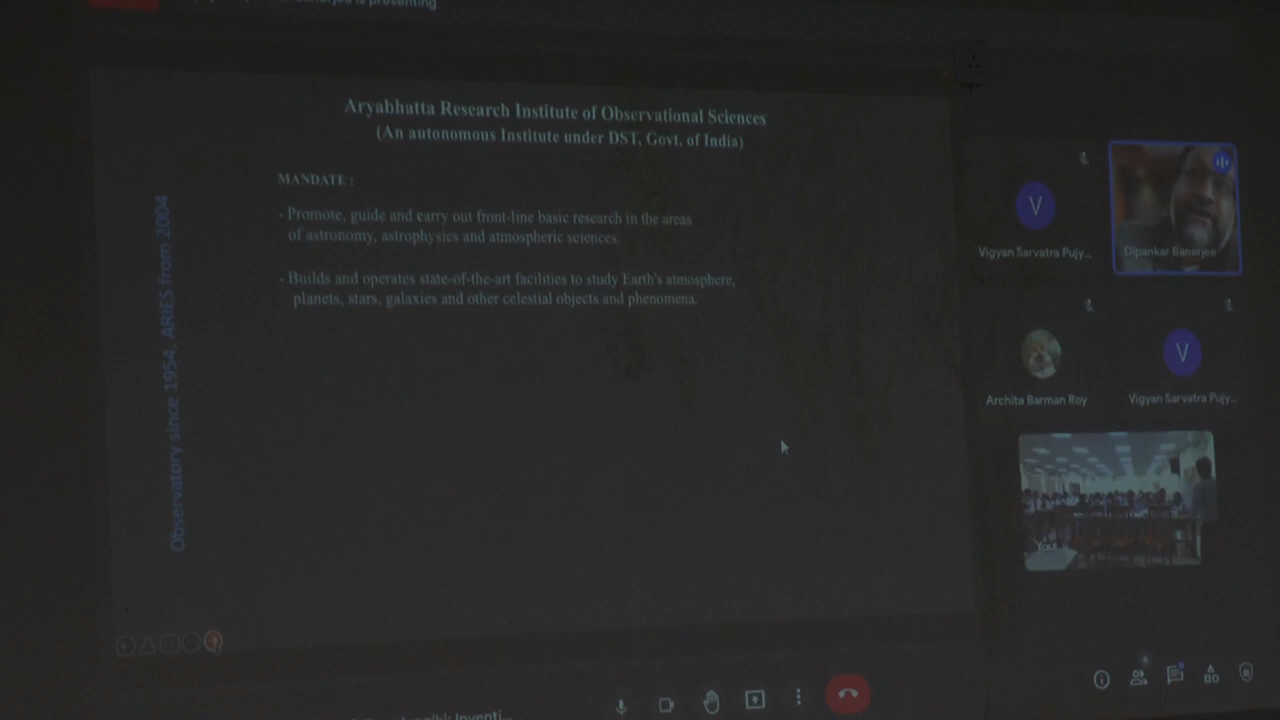 is presenting
Aryabhatta Research Institute of Observational Sciences
(An autonomous Institute under DST, Govt. of India)
MANDATE :
- Promote, guide and carry out front-line basic research in the areas
of astronomy, astrophysics and atmospheric sciences.
- Builds and operates state-of-the-art facilities to study Earth's atmosphere,
planets, stars, galaxies and other celestial objects and phenomena.
Observatory since 1954, ARIES from 2004
V
Vigyan Sarvatra Pujy...
Dipankar Banerjee
Archita Barman Roy
V
Vigyan Sarvatra Pujy...
You